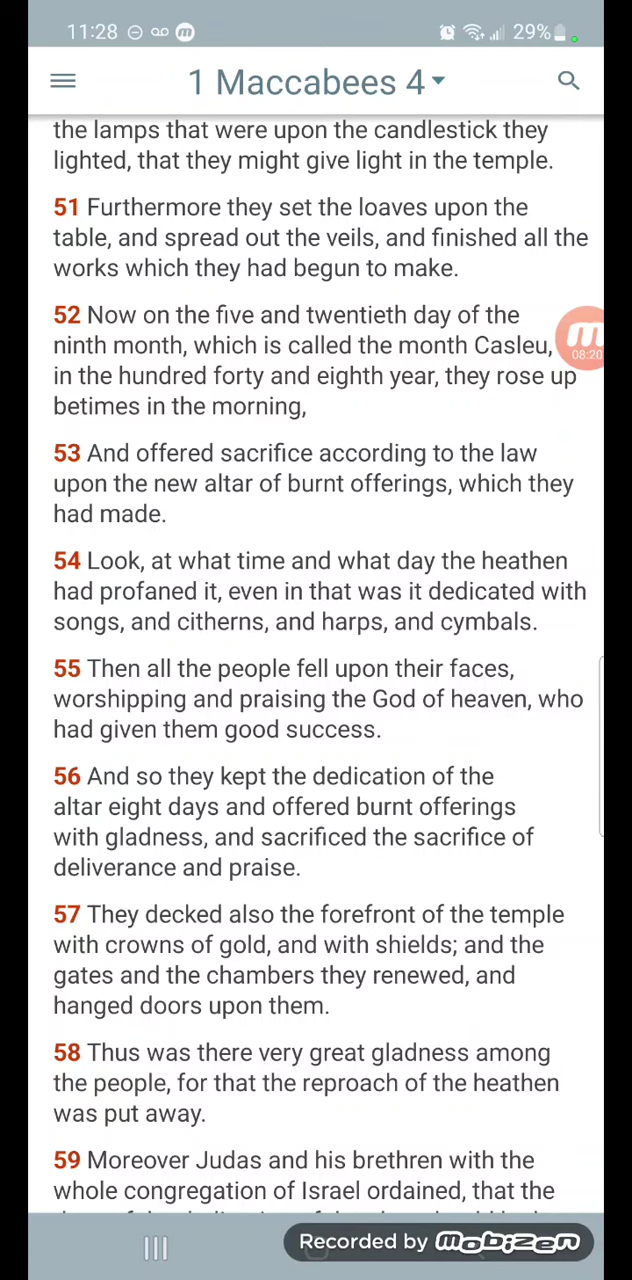 11:28 29%
1 Maccabees 4
the lamps that were upon the candlestick they
lighted, that they might give light in the temple.
51 Furthermore they set the loaves upon the
table, and spread out the veils, and finished all the
works which they had begun to make.
52 Now on the five and twentieth day of the
ninth month, which is called the month Casleu,
in the hundred forty and eighth year, they rose up
betimes in the morning,
08:20
53 And offered sacrifice according to the law
upon the new altar of burnt offerings, which they
had made.
54 Look, at what time and what day the heathen
had profaned it, even in that was it dedicated with
songs, and citherns, and harps, and cymbals.
55 Then all the people fell upon their faces,
worshipping and praising the God of heaven, who
had given them good success.
56 And so they kept the dedication of the
altar eight days and offered burnt offerings
with gladness, and sacrificed the sacrifice of
deliverance and praise.
57 They decked also the forefront of the temple
with crowns of gold, and with shields; and the
gates and the chambers they renewed, and
hanged doors upon them.
58 Thus was there very great gladness among
the people, for that the reproach of the heathen
was put away.
59 Moreover Judas and his brethren with the
whole congregation of Israel ordained, that the
Recorded by mobizen